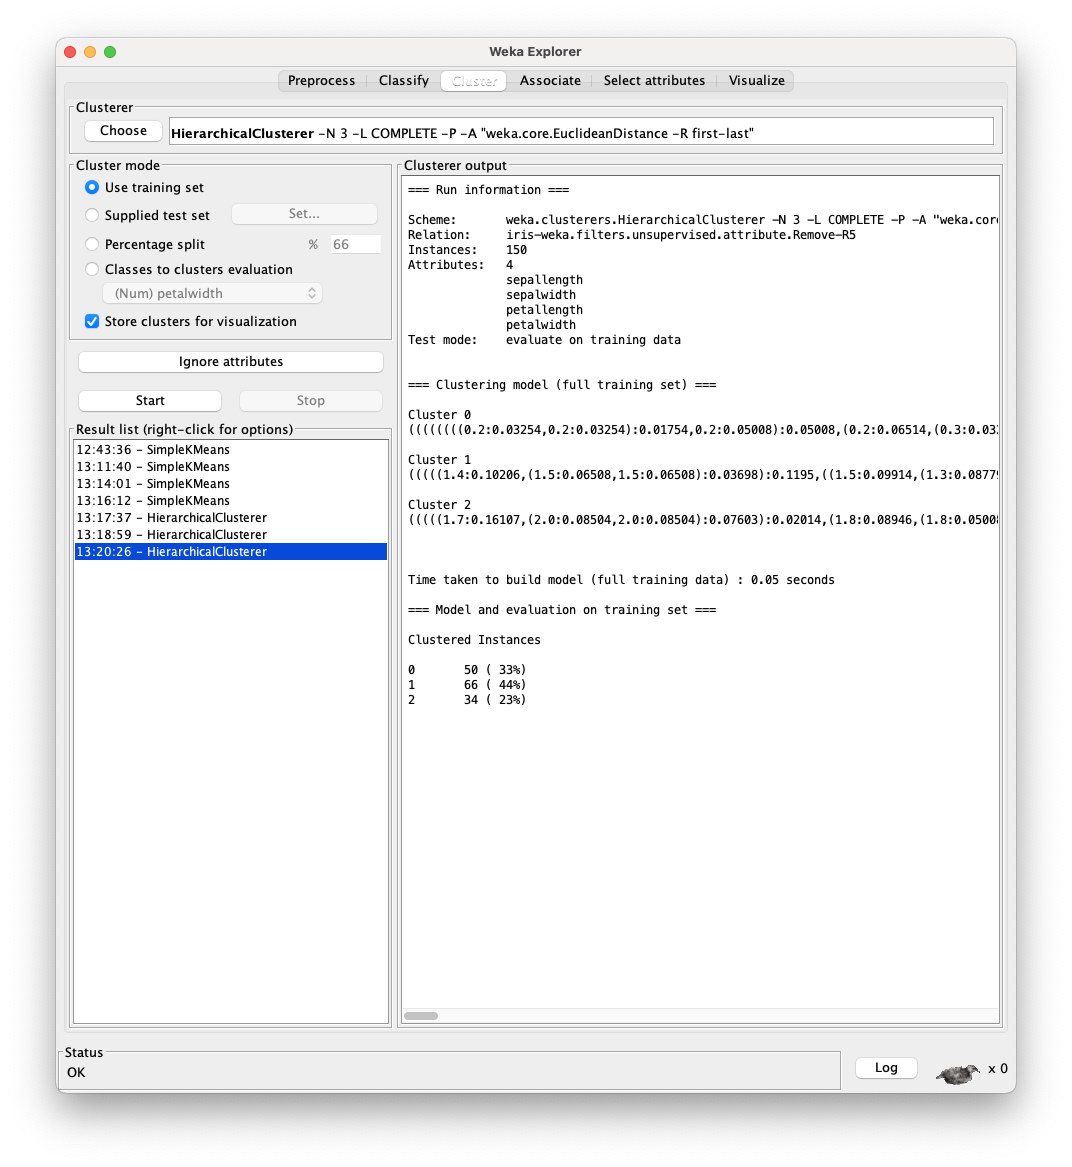 Weka Explorer
Preprocess Classify Cluster Associate Select attributes Visualize
Clusterer
Choose HierarchicalClusterer -N 3 -L COMPLETE -P -A "weka.core.EuclideanDistance -R first-last"
Cluster mode
Use training set
Supplied test set Set...
Percentage split % 66
Classes to clusters evaluation
(Num) petalwidth
Store clusters for visualization
Ignore attributes
Start Stop
Result list (right-click for options)
12:43:36 - SimpleKMeans
13:11:40 - SimpleKMeans
13:14:01 - SimpleKMeans
13:16:12 - SimpleKMeans
13:17:37 - HierarchicalClusterer
13:18:59 - HierarchicalClusterer
13:20:26 - HierarchicalClusterer
Clusterer output
=== Run information ===
Scheme: weka.clusterers.HierarchicalClusterer -N 3 -L COMPLETE -P -A "weka.core
Relation: iris-weka.filters.unsupervised.attribute.Remove-R5
Instances: 150
Attributes: 4
sepallength
sepalwidth
petallength
petalwidth
Test mode: evaluate on training data
=== Clustering model (full training set) ===
Cluster 0
((((((((0.2:0.03254,0.2:0.03254):0.01754,0.2:0.05008):0.05008,(0.2:0.06514,(0.3:0.03
Cluster 1
(((((1.4:0.10206,(1.5:0.06508,1.5:0.06508):0.03698):0.1195,((1.5:0.09914,(1.3:0.0877
Cluster 2
(((((1.7:0.16107,(2.0:0.08504,2.0:0.08504):0.07603):0.02014,(1.8:0.08946,(1.8:0.0500
Time taken to build model (full training data) : 0.05 seconds
=== Model and evaluation on training set ===
Clustered Instances
0 50 ( 33%)
1 66 ( 44%)
2 34 ( 23%)
Status
OK
Log x 0